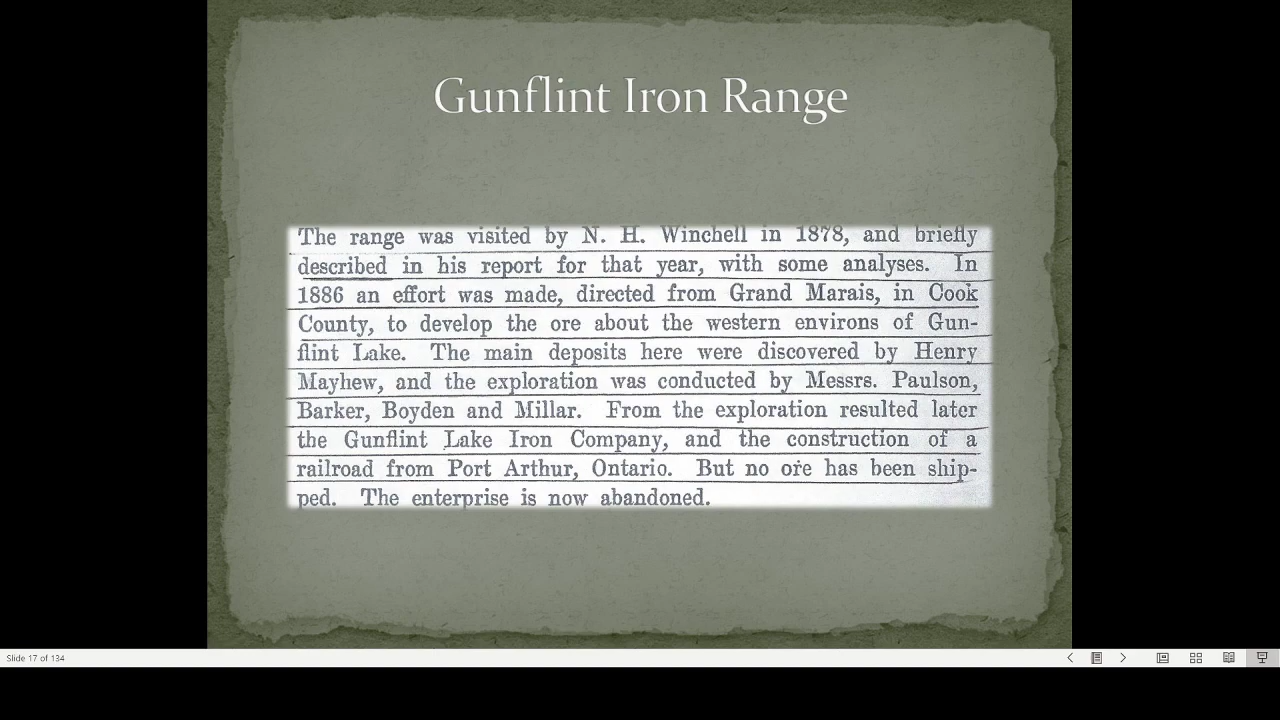 Gunflint Iron Range
The range was visited by N. H. Winchell in 1878, and briefly
described in his report for that year, with some analyses. In
1886 an effort was made, directed from Grand Marais, in Cook
County, to develop the ore about the western environs of Gun-
flint Lake. The main deposits here were discovered by Henry
Mayhew, and the exploration was conducted by Messrs. Paulson,
Barker, Boyden and Millar. From the exploration resulted later
the Gunflint Lake Iron Company, and the construction of a
railroad from Port Arthur, Ontario. But no ore has been ship-
ped. The enterprise is now abandoned.
Slide 17 of 134